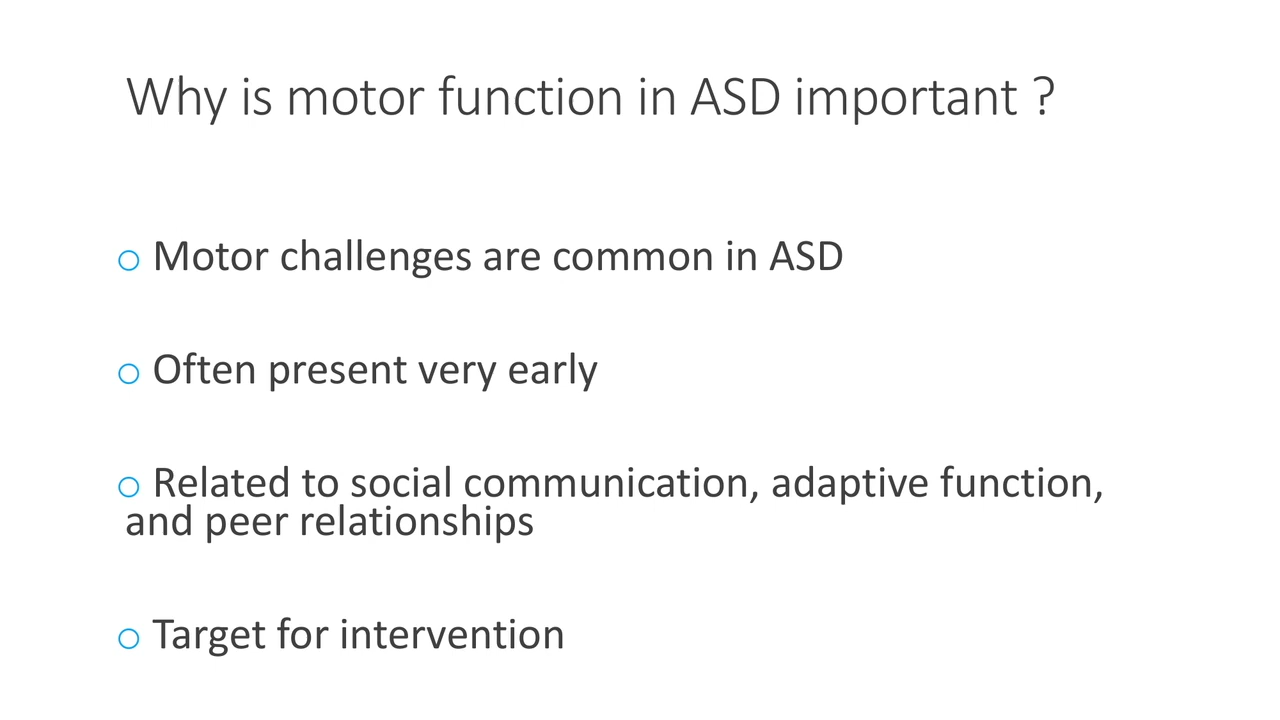 Why is motor function in ASD important ?
o Motor challenges are common in ASD
o Often present very early
o Related to social communication, adaptive function,
and peer relationships
o Target for intervention